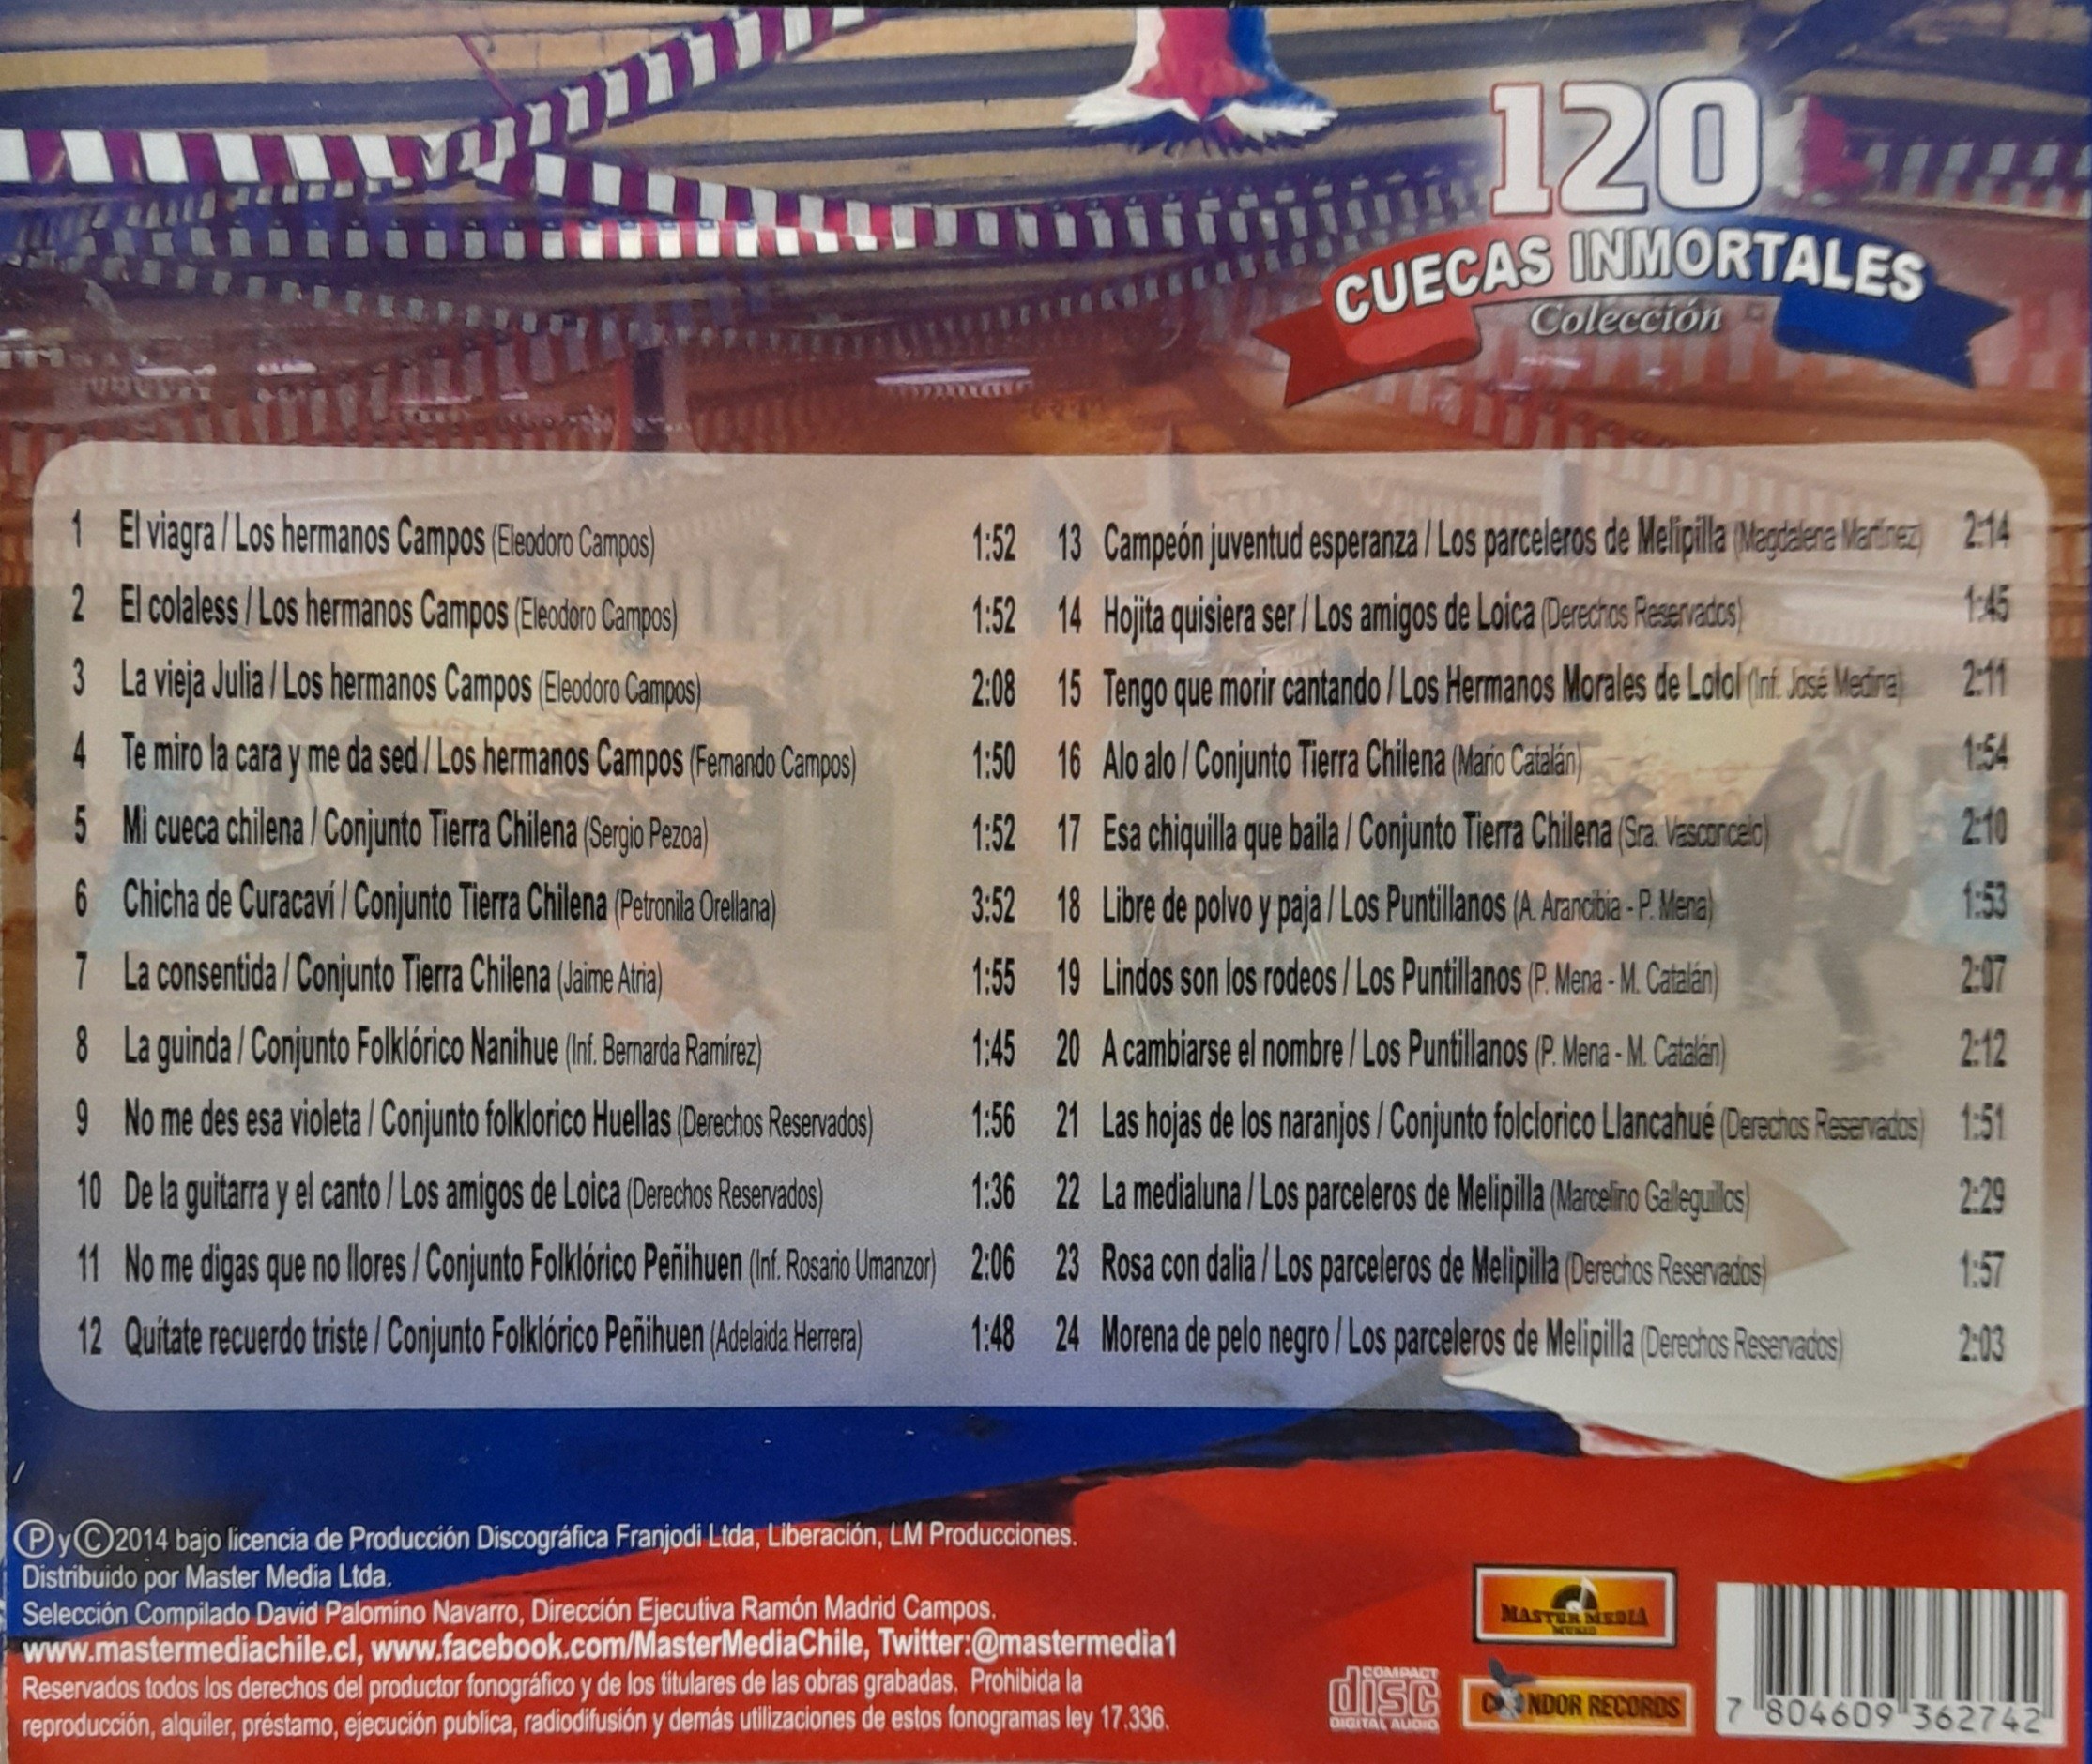 120
CUECAS INMORTALES
Colección
1 El viagra / Los hermanos Campos (Eleodoro Campos) 1:52
2 El colaless / Los hermanos Campos (Eleodoro Campos) 1:52
3 La vieja Julia / Los hermanos Campos (Eleodoro Campos) 2:08
4 Te miro la cara y me da sed / Los hermanos Campos (Fernando Campos) 1:50
5 Mi cueca chilena / Conjunto Tierra Chilena (Sergio Pezoa) 1:52
6 Chicha de Curacaví / Conjunto Tierra Chilena (Petronila Orellana) 3:52
7 La consentida / Conjunto Tierra Chilena (Jaime Atria) 1:55
8 La guinda / Conjunto Folklórico Nanihue (Inf. Bernarda Ramírez) 1:45
9 No me des esa violeta / Conjunto folklorico Huellas (Derechos Reservados) 1:56
10 De la guitarra y el canto / Los amigos de Loica (Derechos Reservados) 1:36
11 No me digas que no llores / Conjunto Folklórico Peñihuen (Inf. Rosario Umanzor) 2:06
12 Quítate recuerdo triste / Conjunto Folklórico Peñihuen (Adelaida Herrera) 1:48
13 Campeón juventud esperanza / Los parceleros de Melipilla (Magdalena Martínez) 2:14
14 Hojita quisiera ser / Los amigos de Loica (Derechos Reservados) 1:45
15 Tengo que morir cantando / Los Hermanos Morales de Lolol (Inf. José Medina) 2:11
16 Alo alo / Conjunto Tierra Chilena (Mario Catalán) 1:54
17 Esa chiquilla que baila / Conjunto Tierra Chilena (Sra. Vasconcelo) 2:10
18 Libre de polvo y paja / Los Puntillanos (A. Arancibia - P. Mena) 1:53
19 Lindos son los rodeos / Los Puntillanos (P. Mena - M. Catalán) 2:07
20 A cambiarse el nombre / Los Puntillanos (P. Mena - M. Catalán) 2:12
21 Las hojas de los naranjos / Conjunto folclorico Llancahué (Derechos Reservados) 1:51
22 La medialuna / Los parceleros de Melipilla (Marcelino Galleguillos) 2:29
23 Rosa con dalia / Los parceleros de Melipilla (Derechos Reservados) 1:57
24 Morena de pelo negro / Los parceleros de Melipilla (Derechos Reservados) 2:03
Ⓟ y Ⓒ 2014 bajo licencia de Producción Discográfica Franjodi Ltda, Liberación, LM Producciones.
Distribuido por Master Media Ltda.
Selección Compilado David Palomino Navarro, Dirección Ejecutiva Ramón Madrid Campos.
www.mastermediachile.cl, www.facebook.com/MasterMediaChile, Twitter:@mastermedia1
Reservados todos los derechos del productor fonográfico y de los titulares de las obras grabadas. Prohibida la
reproducción, alquiler, préstamo, ejecución publica, radiodifusión y demás utilizaciones de estos fonogramas ley 17.336.
COMPACT
disc
DIGITAL AUDIO
MASTER MEDIA
MUSIC
CONDOR RECORDS
7 804609 362742